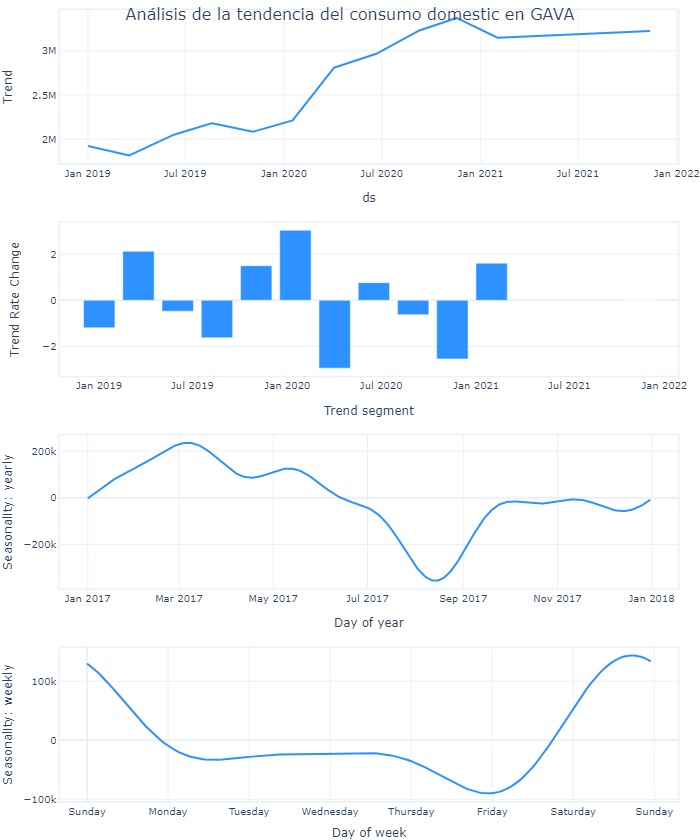 Análisis de la tendencia del consumo domestic en GAVA
Trend
3M
2.5M
2M
Jan 2019 Jul 2019 Jan 2020 Jul 2020 Jan 2021 Jul 2021 Jan 2022
ds
Trend Rate Change
2
0
−2
Jan 2019 Jul 2019 Jan 2020 Jul 2020 Jan 2021 Jul 2021 Jan 2022
Trend segment
Seasonality: yearly
200k
0
−200k
Jan 2017 Mar 2017 May 2017 Jul 2017 Sep 2017 Nov 2017 Jan 2018
Day of year
Seasonality: weekly
100k
0
−100k
Sunday Monday Tuesday Wednesday Thursday Friday Saturday Sunday
Day of week